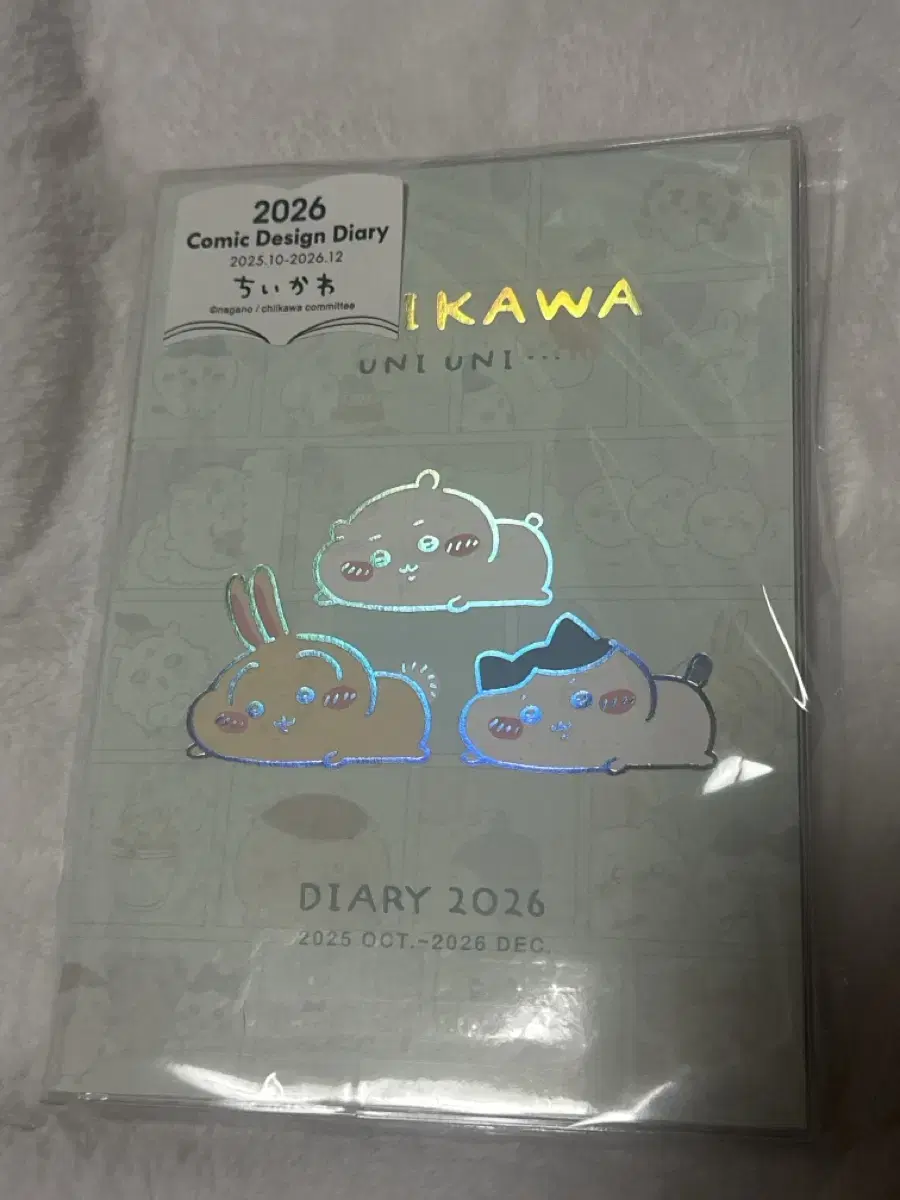 2026
Comic Design Diary
2025.10-2026.12
ちいかわ
©nagano / chiikawa committee
IKAWA
UNI UNI ...
DIARY 2026
2025 OCT.~2026 DEC.